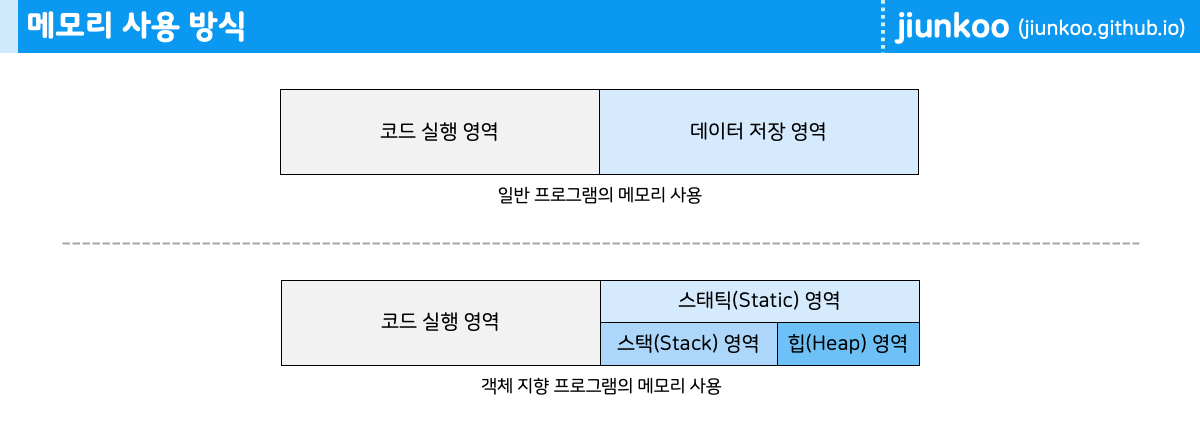 메모리 사용 방식
jiunkoo (jiunkoo.github.io)
코드 실행 영역
데이터 저장 영역
일반 프로그램의 메모리 사용
코드 실행 영역
스태틱(Static) 영역
스택(Stack) 영역
힙(Heap) 영역
객체 지향 프로그램의 메모리 사용